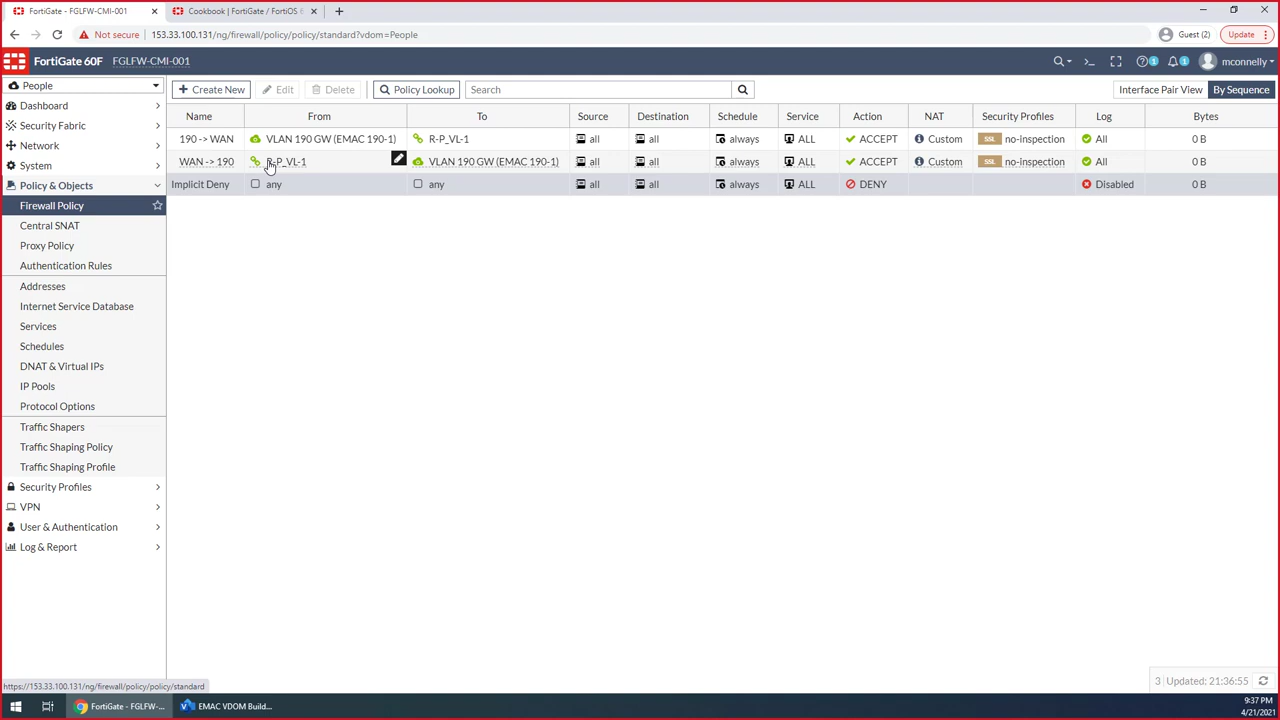 FortiGate - FGLFW-CMI-001
Cookbook | FortiGate / FortiOS 6
Not secure 153.33.100.131/ng/firewall/policy/policy/standard?vdom=People
Guest (2)
Update
FortiGate 60F FGLFW-CMI-001
1
1
mconnelly
People
Dashboard
Security Fabric
Network
System
Policy & Objects
Firewall Policy
Central SNAT
Proxy Policy
Authentication Rules
Addresses
Internet Service Database
Services
Schedules
DNAT & Virtual IPs
IP Pools
Protocol Options
Traffic Shapers
Traffic Shaping Policy
Traffic Shaping Profile
Security Profiles
VPN
User & Authentication
Log & Report
Create New
Edit
Delete
Policy Lookup
Search
Interface Pair View
By Sequence
Name From To Source Destination Schedule Service Action NAT Security Profiles Log Bytes
190 -> WAN VLAN 190 GW (EMAC 190-1) R-P_VL-1 all all always ALL ACCEPT Custom SSL no-inspection All 0 B
WAN -> 190 R-P_VL-1 VLAN 190 GW (EMAC 190-1) all all always ALL ACCEPT Custom SSL no-inspection All 0 B
Implicit Deny any any all all always ALL DENY Disabled 0 B
3 Updated: 21:36:55
https://153.33.100.131/ng/firewall/policy/policy/standard
FortiGate - FGLFW-...
EMAC VDOM Build...
9:37 PM
4/21/2021